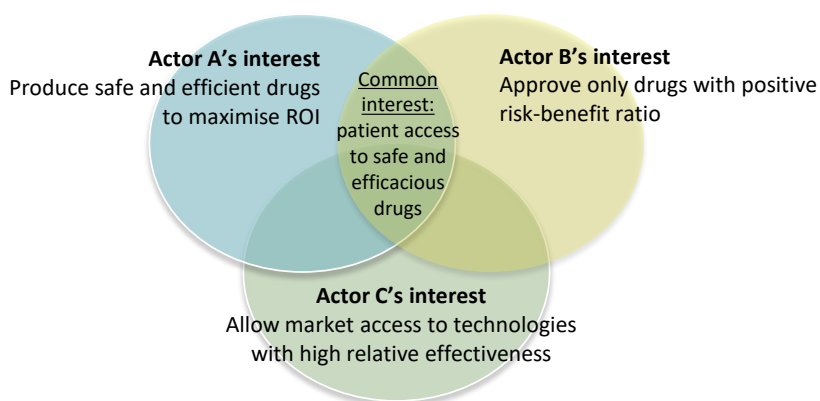 Actor A's interest
Produce safe and efficient drugs
to maximise ROI
Common
interest:
patient access
to safe and
efficacious
drugs
Actor B's interest
Approve only drugs with positive
risk-benefit ratio
Actor C's interest
Allow market access to technologies
with high relative effectiveness